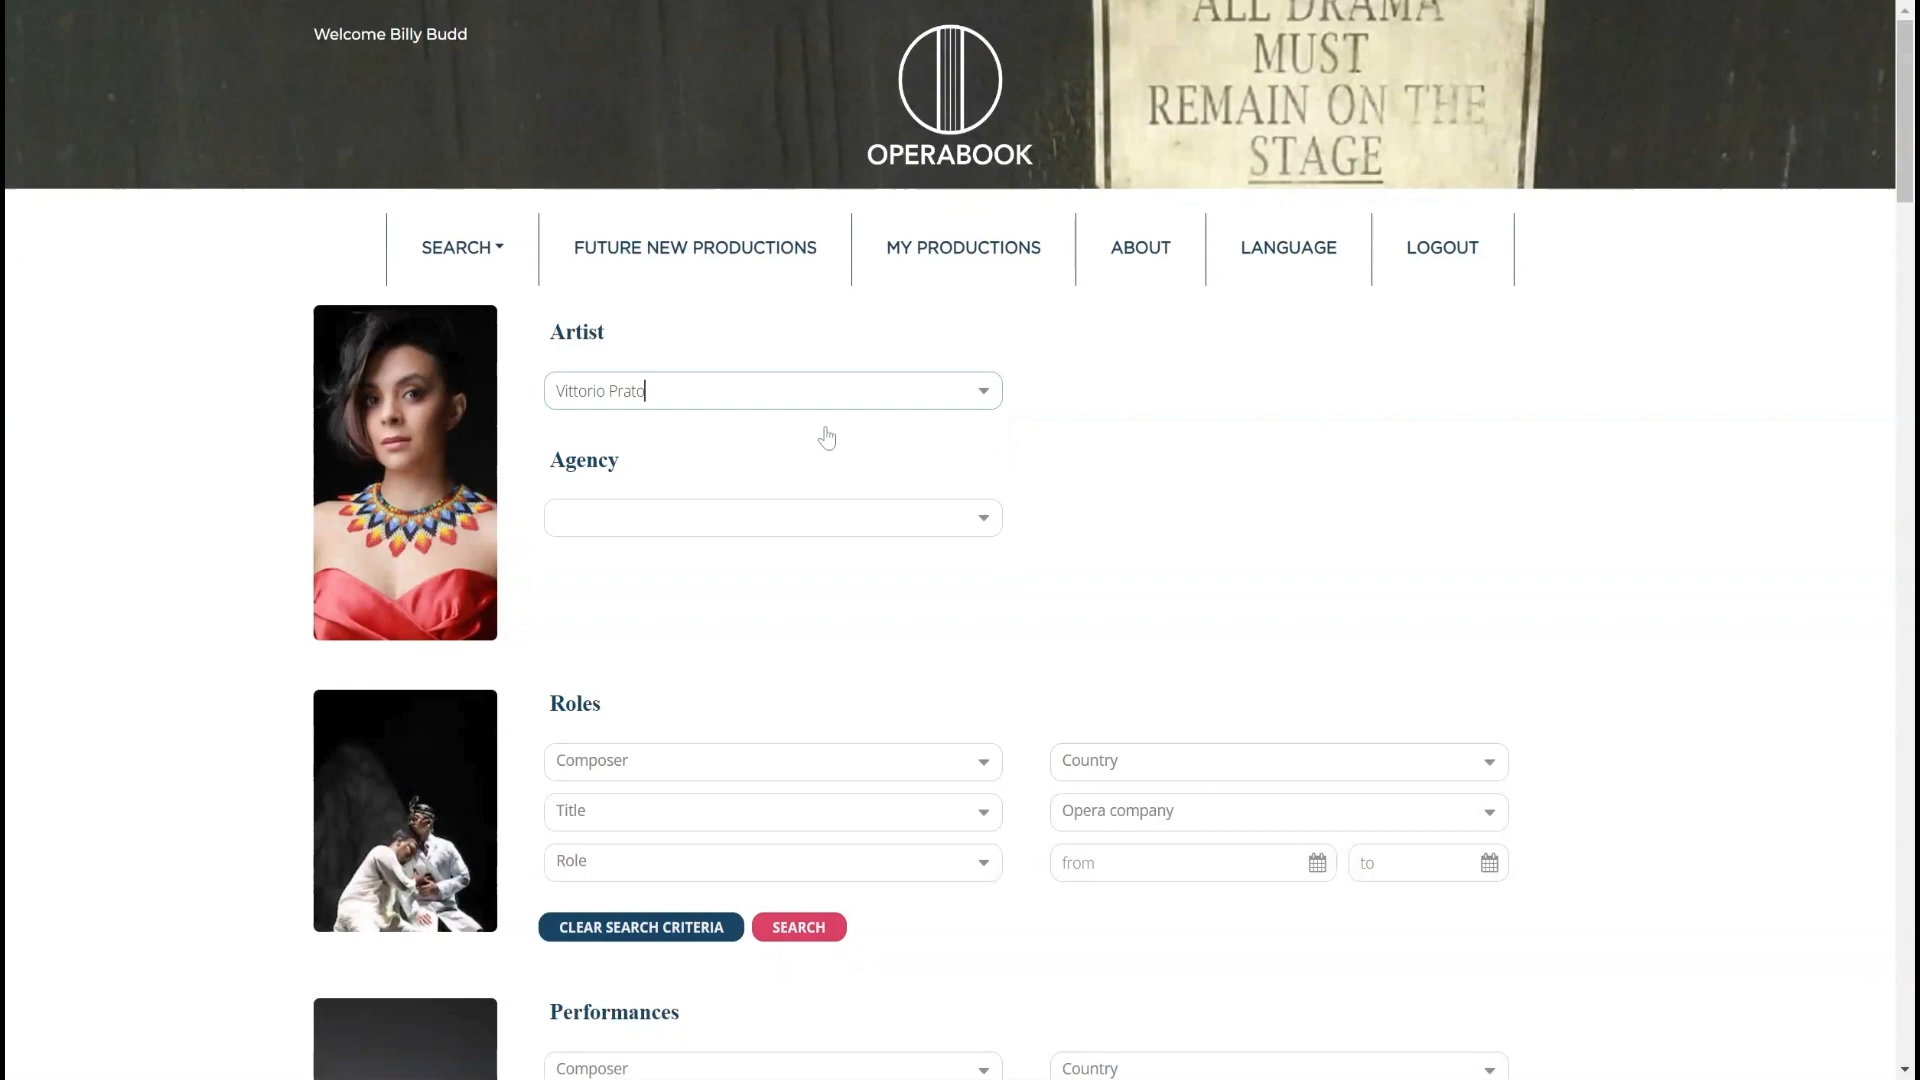 Welcome Billy Budd
ALL DRAMA
MUST
REMAIN ON THE
STAGE
OPERABOOK
SEARCH
FUTURE NEW PRODUCTIONS
MY PRODUCTIONS
ABOUT
LANGUAGE
LOGOUT
Artist
Vittorio Prato
Agency
Roles
Composer
Country
Title
Opera company
Role
from
to
CLEAR SEARCH CRITERIA
SEARCH
Performances
Composer
Country